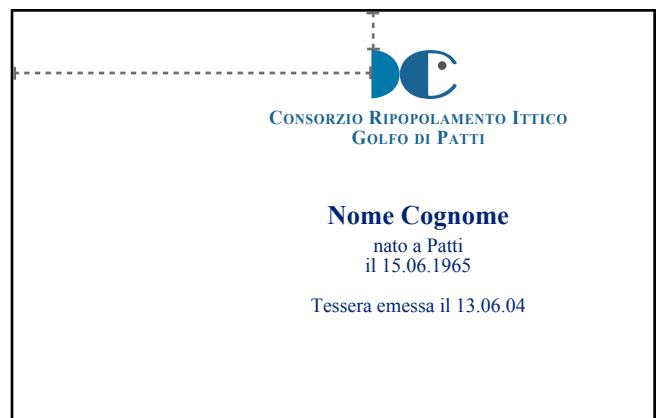 Consorzio Ripopolamento Ittico
Golfo di Patti
Nome Cognome
nato a Patti
il 15.06.1965
Tessera emessa il 13.06.04